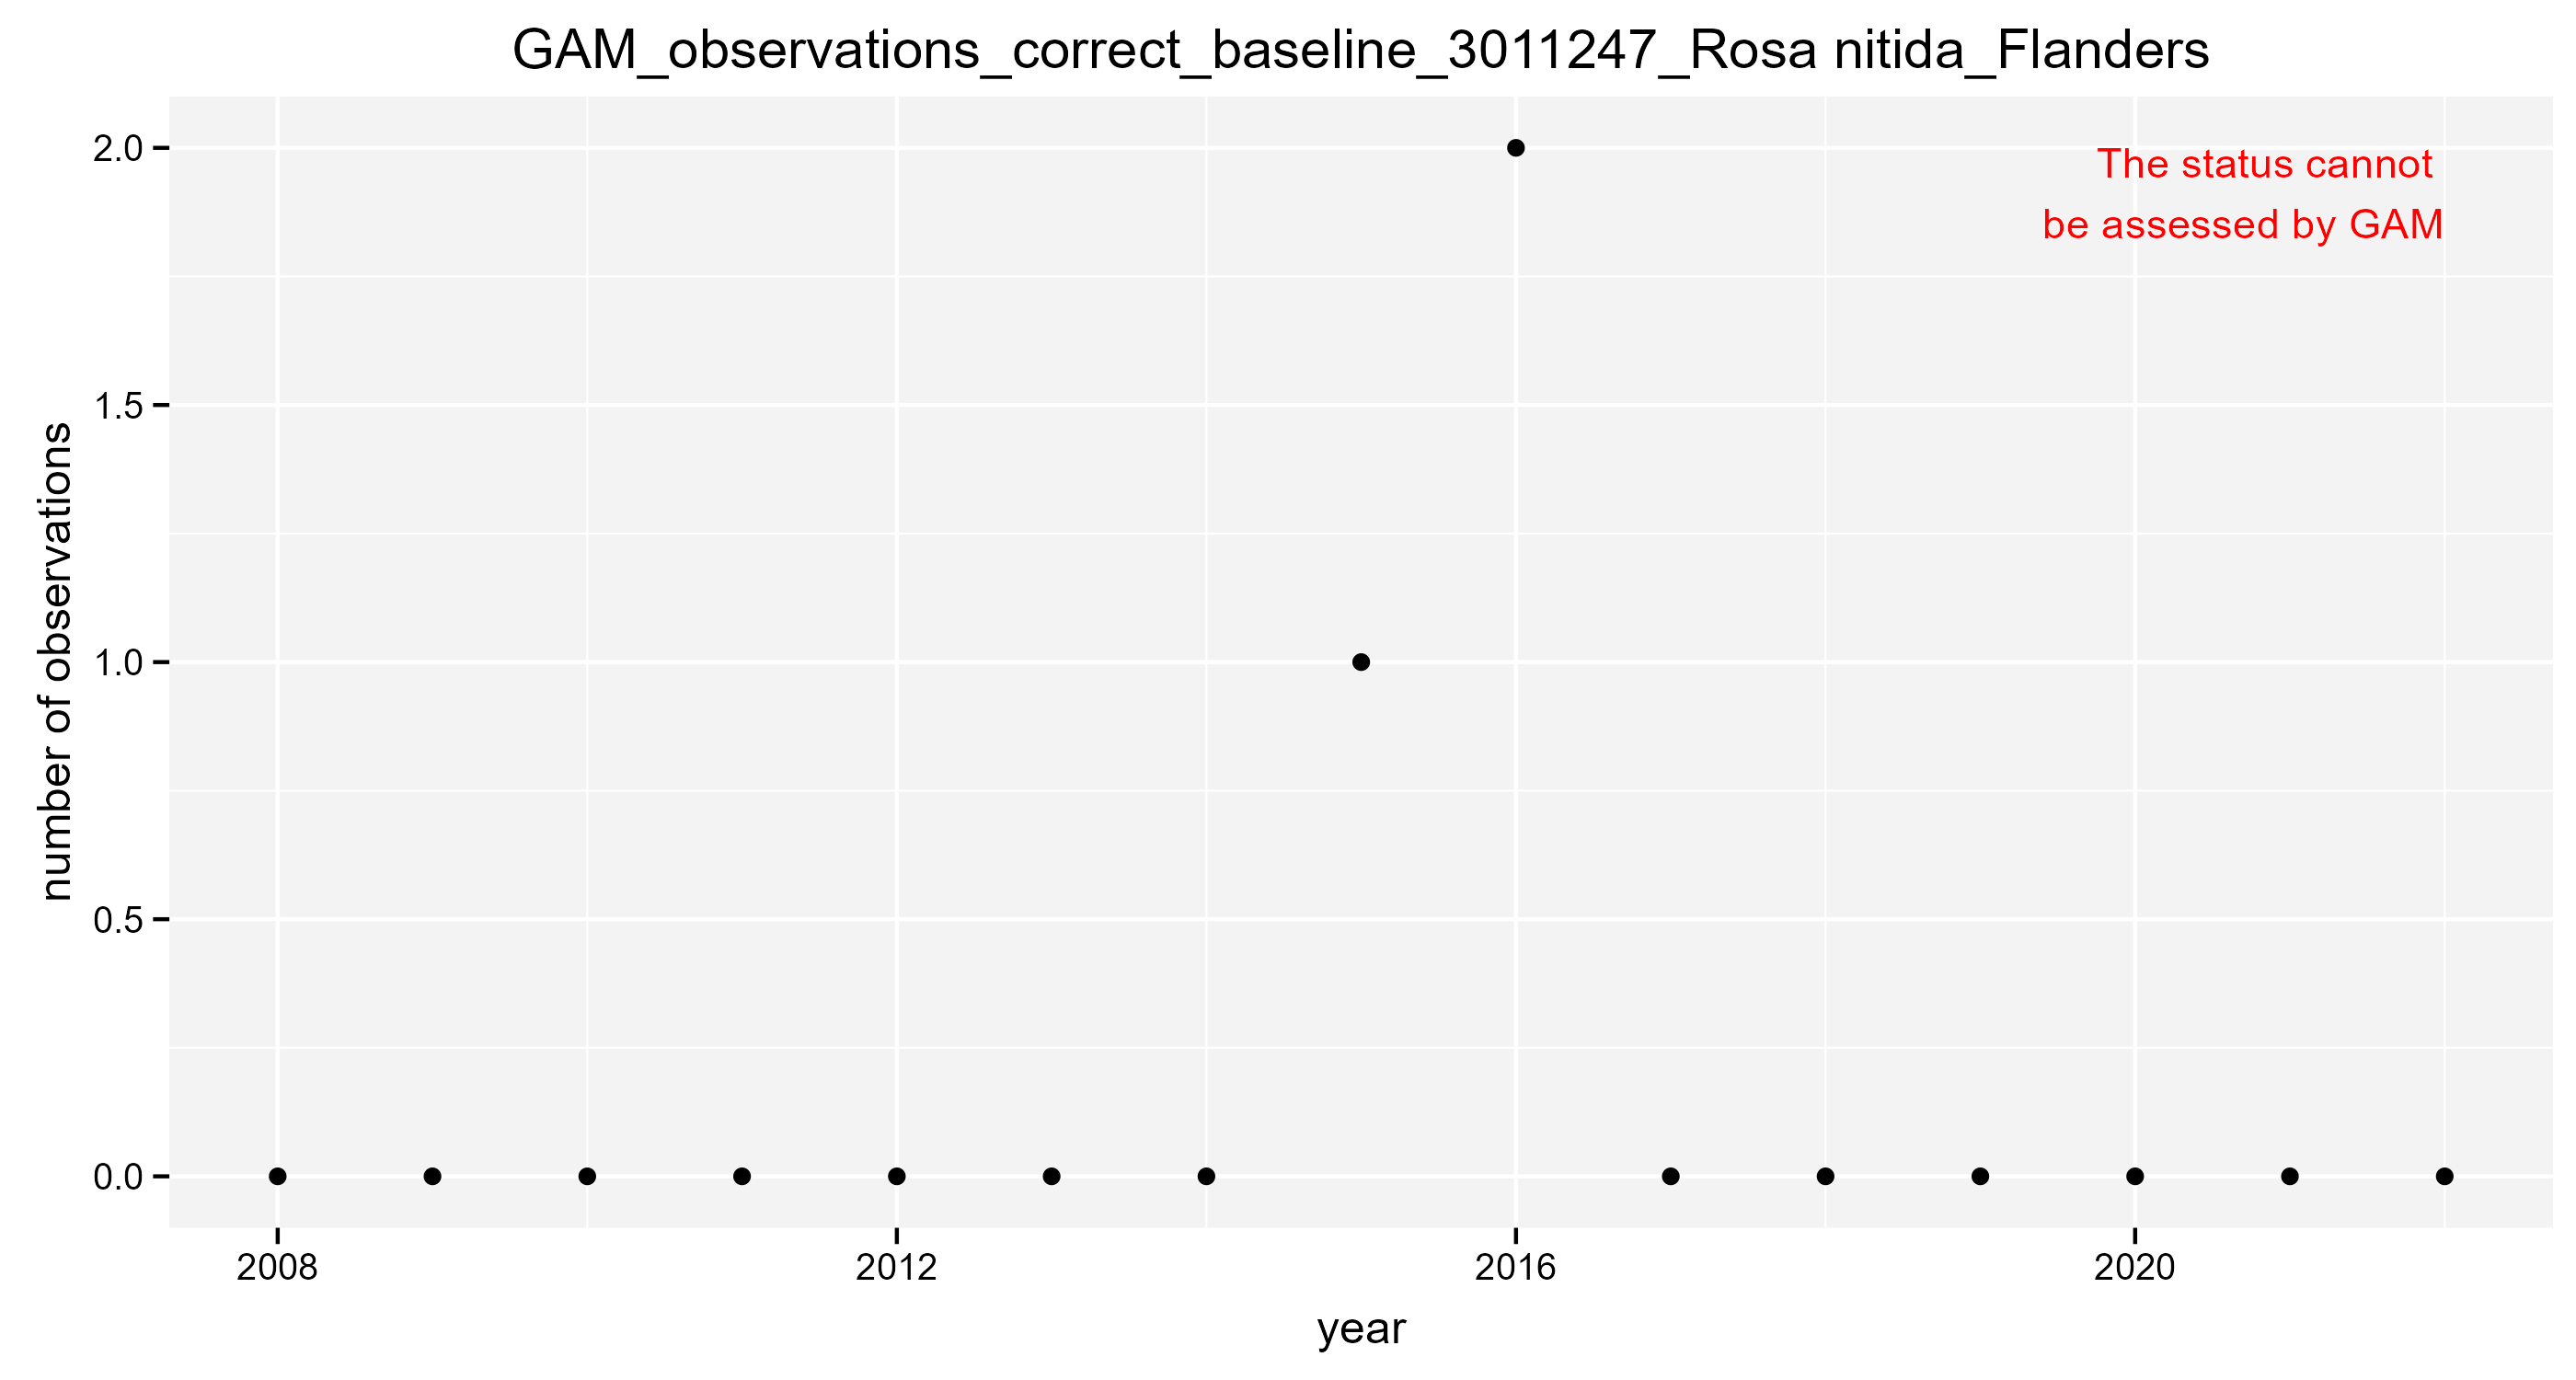 GAM_observations_correct_baseline_3011247_Rosa nitida_Flanders
The status cannot
be assessed by GAM
number of observations
2.0
1.5
1.0
0.5
0.0
2008 2012 2016 2020
year